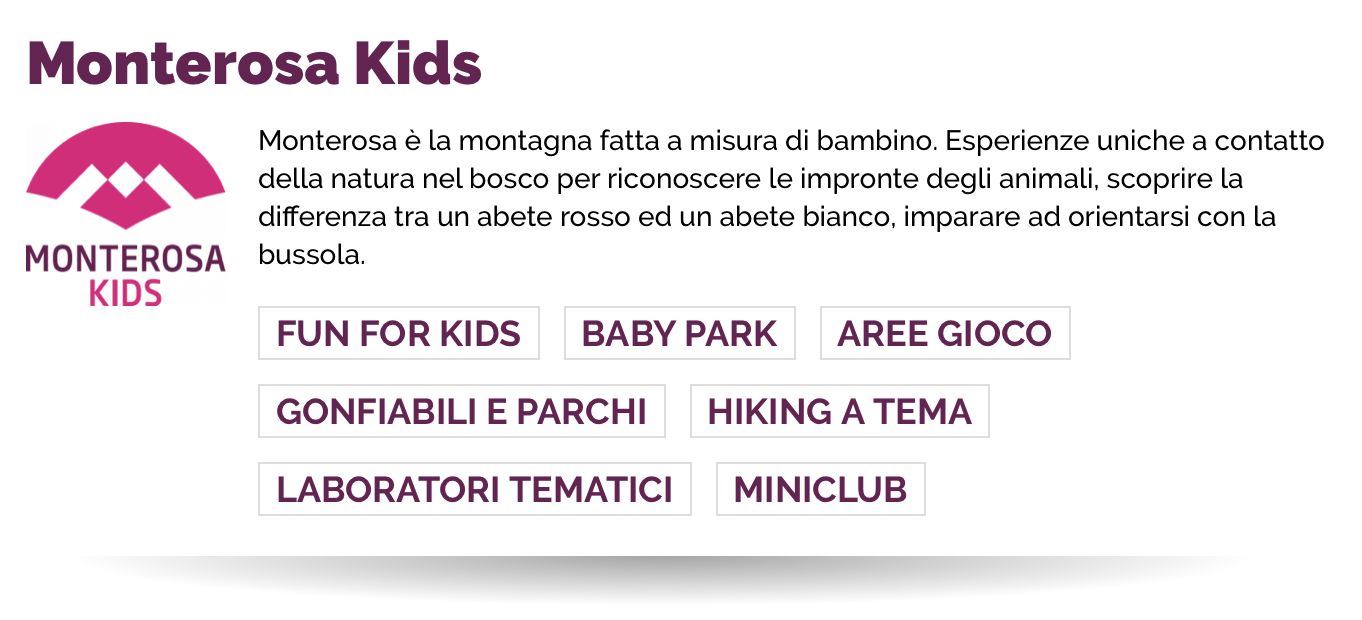 Monterosa Kids
MONTEROSA
KIDS
Monterosa è la montagna fatta a misura di bambino. Esperienze uniche a contatto
della natura nel bosco per riconoscere le impronte degli animali, scoprire la
differenza tra un abete rosso ed un abete bianco, imparare ad orientarsi con la
bussola.
FUN FOR KIDS
BABY PARK
AREE GIOCO
GONFIABILI E PARCHI
HIKING A TEMA
LABORATORI TEMATICI
MINICLUB